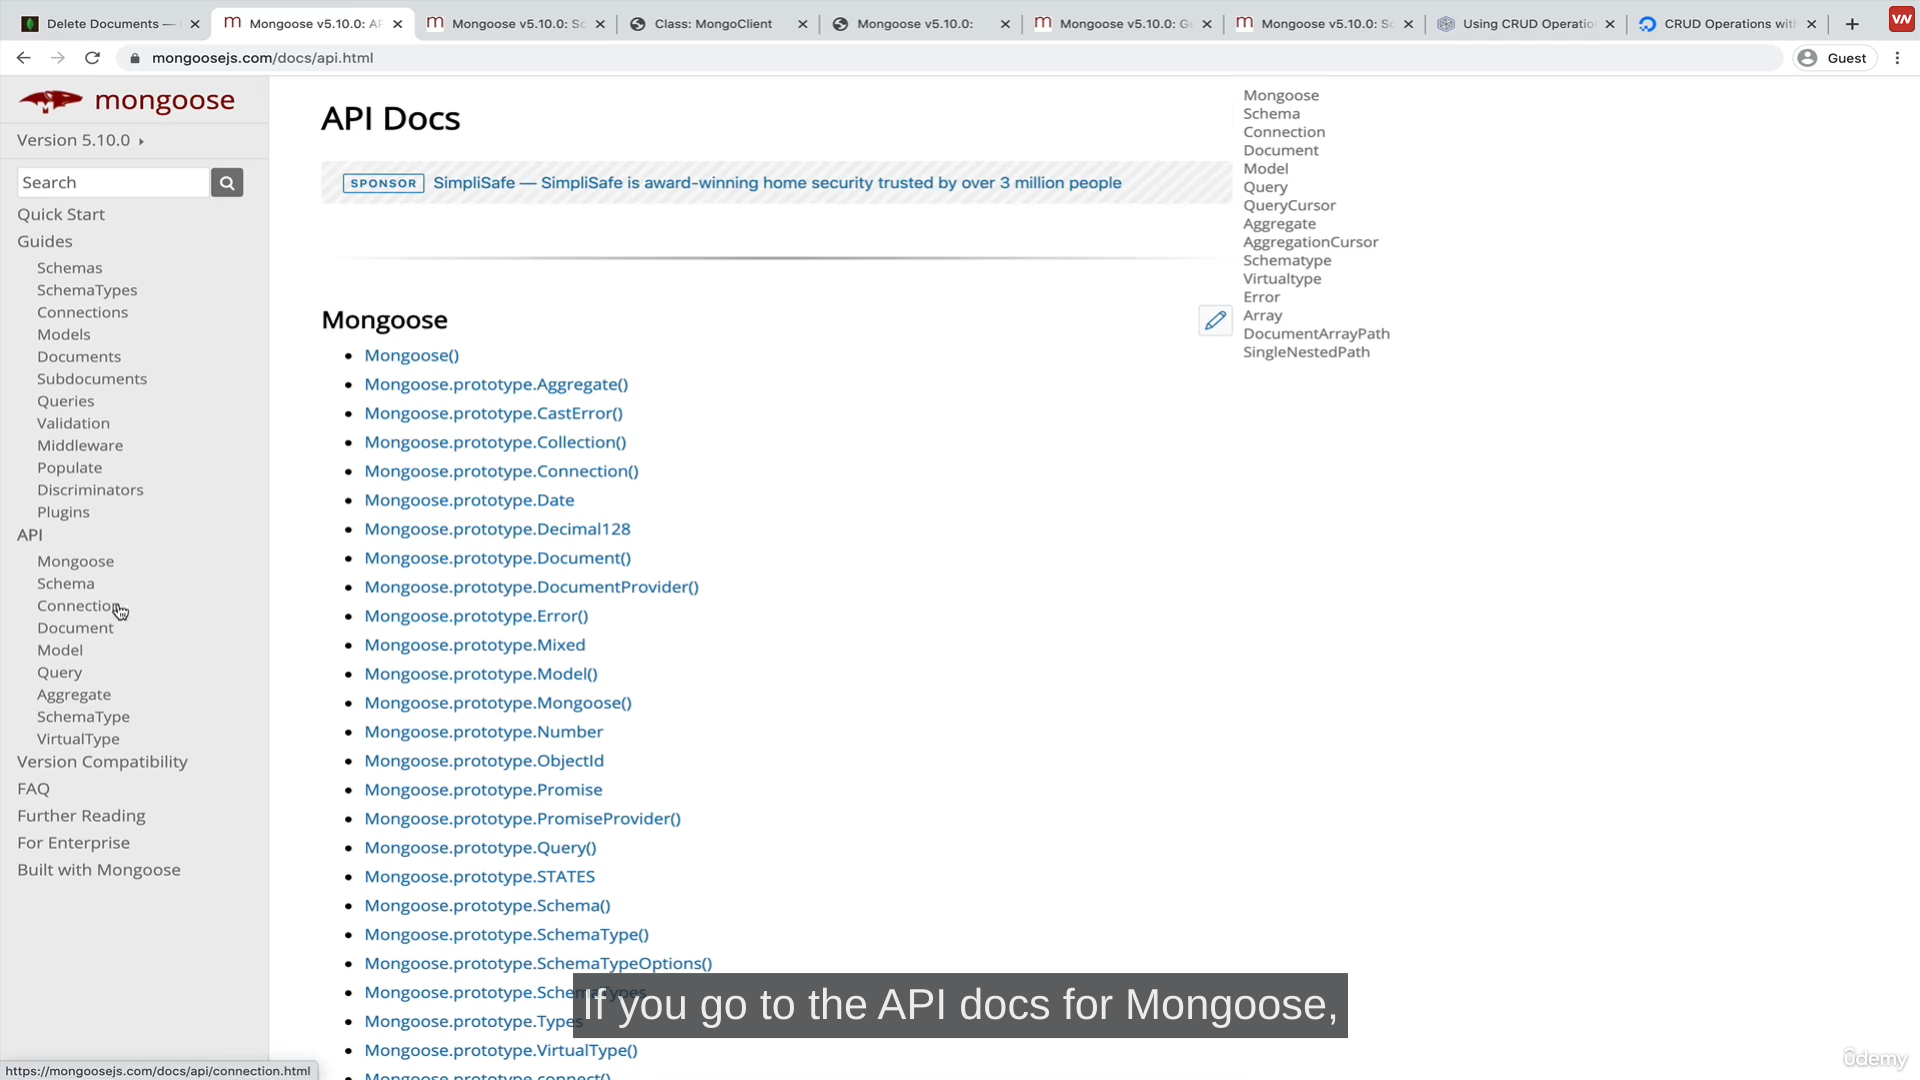 Delete Documents —
Mongoose v5.10.0: AP
Mongoose v5.10.0: Sc
Class: MongoClient
Mongoose v5.10.0:
Mongoose v5.10.0: Ge
Mongoose v5.10.0: Sc
Using CRUD Operatio
CRUD Operations with
mongoosejs.com/docs/api.html
Guest
mongoose
Version 5.10.0
Search
Quick Start
Guides
Schemas
SchemaTypes
Connections
Models
Documents
Subdocuments
Queries
Validation
Middleware
Populate
Discriminators
Plugins
API
Mongoose
Schema
Connection
Document
Model
Query
Aggregate
SchemaType
VirtualType
Version Compatibility
FAQ
Further Reading
For Enterprise
Built with Mongoose
API Docs
SPONSOR SimpliSafe — SimpliSafe is award-winning home security trusted by over 3 million people
Mongoose
Mongoose()
Mongoose.prototype.Aggregate()
Mongoose.prototype.CastError()
Mongoose.prototype.Collection()
Mongoose.prototype.Connection()
Mongoose.prototype.Date
Mongoose.prototype.Decimal128
Mongoose.prototype.Document()
Mongoose.prototype.DocumentProvider()
Mongoose.prototype.Error()
Mongoose.prototype.Mixed
Mongoose.prototype.Model()
Mongoose.prototype.Mongoose()
Mongoose.prototype.Number
Mongoose.prototype.ObjectId
Mongoose.prototype.Promise
Mongoose.prototype.PromiseProvider()
Mongoose.prototype.Query()
Mongoose.prototype.STATES
Mongoose.prototype.Schema()
Mongoose.prototype.SchemaType()
Mongoose.prototype.SchemaTypeOptions()
Mongoose.prototype.SchemaTypes
Mongoose.prototype.Types
Mongoose.prototype.VirtualType()
Mongoose.prototype.connect()
Mongoose
Schema
Connection
Document
Model
Query
QueryCursor
Aggregate
AggregationCursor
Schematype
Virtualtype
Error
Array
DocumentArrayPath
SingleNestedPath
If you go to the API docs for Mongoose,
https://mongoosejs.com/docs/api/connection.html
ûdemy